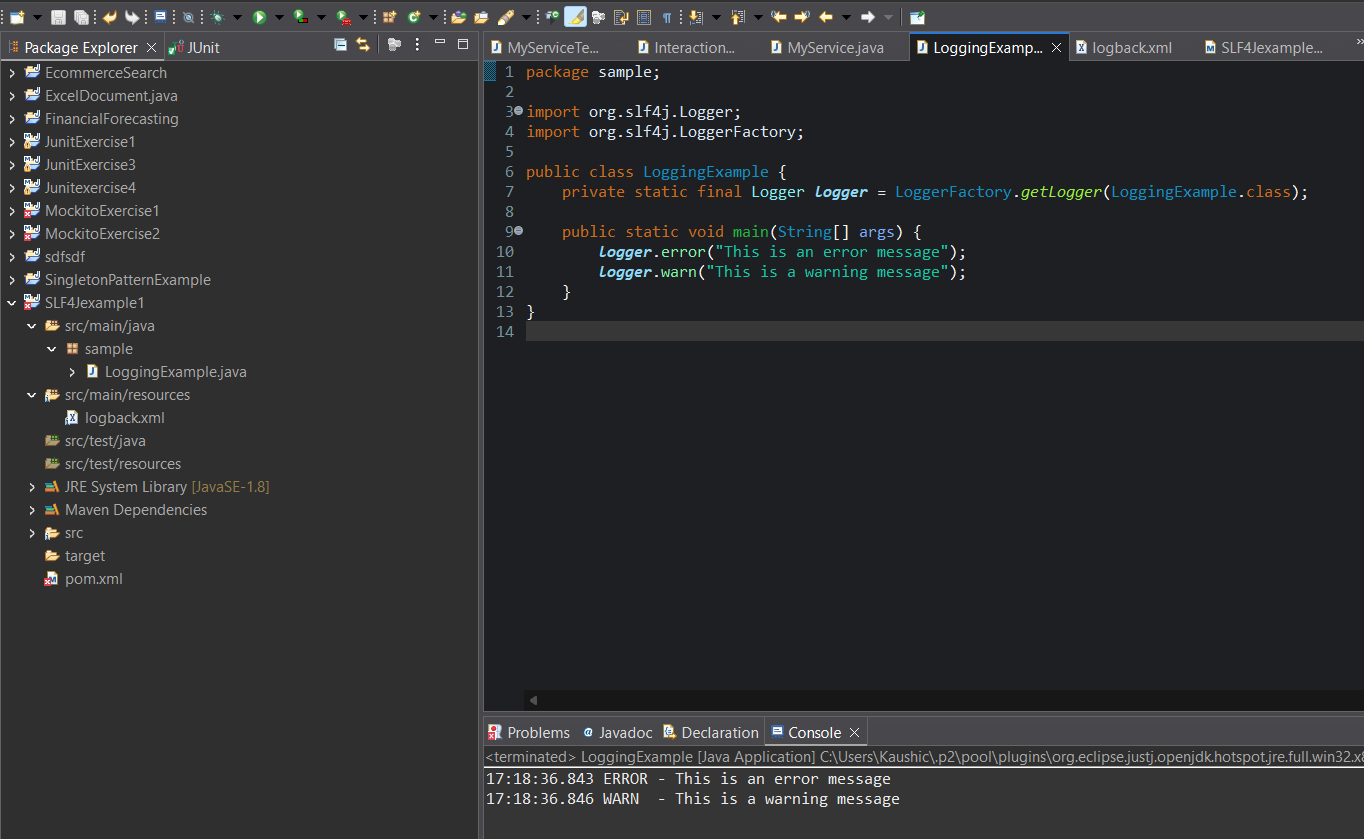 Package Explorer
JUnit
EcommerceSearch
ExcelDocument.java
FinancialForecasting
JunitExercise1
JunitExercise3
Junitexercise4
MockitoExercise1
MockitoExercise2
sdfsdf
SingletonPatternExample
SLF4Jexample1
src/main/java
sample
LoggingExample.java
src/main/resources
logback.xml
src/test/java
src/test/resources
JRE System Library [JavaSE-1.8]
Maven Dependencies
src
target
pom.xml
MyServiceTe...
Interaction...
MyService.java
LoggingExamp...
logback.xml
SLF4Jexample...
1 package sample;
2
3 import org.slf4j.Logger;
4 import org.slf4j.LoggerFactory;
5
6 public class LoggingExample {
7     private static final Logger logger = LoggerFactory.getLogger(LoggingExample.class);
8
9     public static void main(String[] args) {
10         logger.error("This is an error message");
11         logger.warn("This is a warning message");
12     }
13 }
14
Problems
Javadoc
Declaration
Console
<terminated> LoggingExample [Java Application] C:\Users\Kaushic\.p2\pool\plugins\org.eclipse.justj.openjdk.hotspot.jre.full.win32.x8
17:18:36.843 ERROR - This is an error message
17:18:36.846 WARN  - This is a warning message